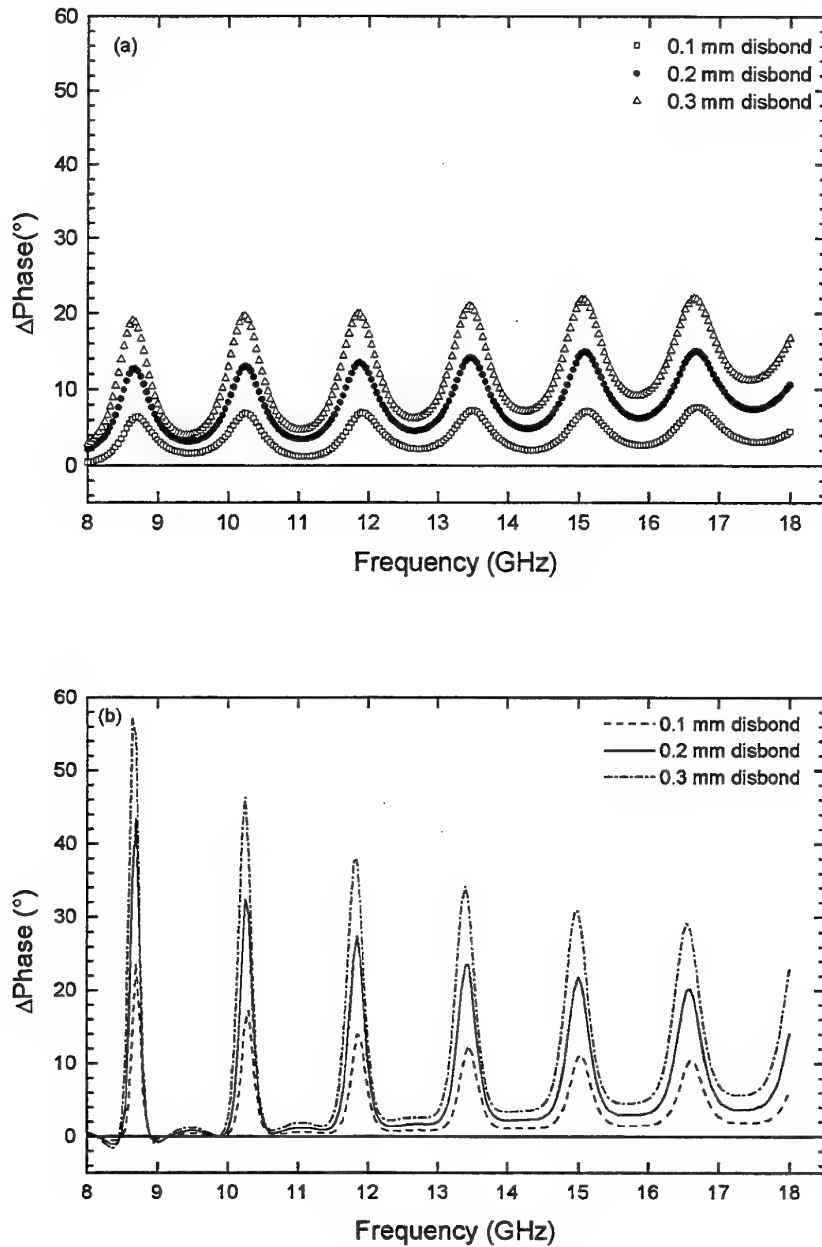 60
(a)
0.1 mm disbond
0.2 mm disbond
0.3 mm disbond
50
40
30
20
10
0
ΔPhase(°)
8 9 10 11 12 13 14 15 16 17 18
Frequency (GHz)
60
(b)
0.1 mm disbond
0.2 mm disbond
0.3 mm disbond
50
40
30
20
10
0
ΔPhase (°)
8 9 10 11 12 13 14 15 16 17 18
Frequency (GHz)